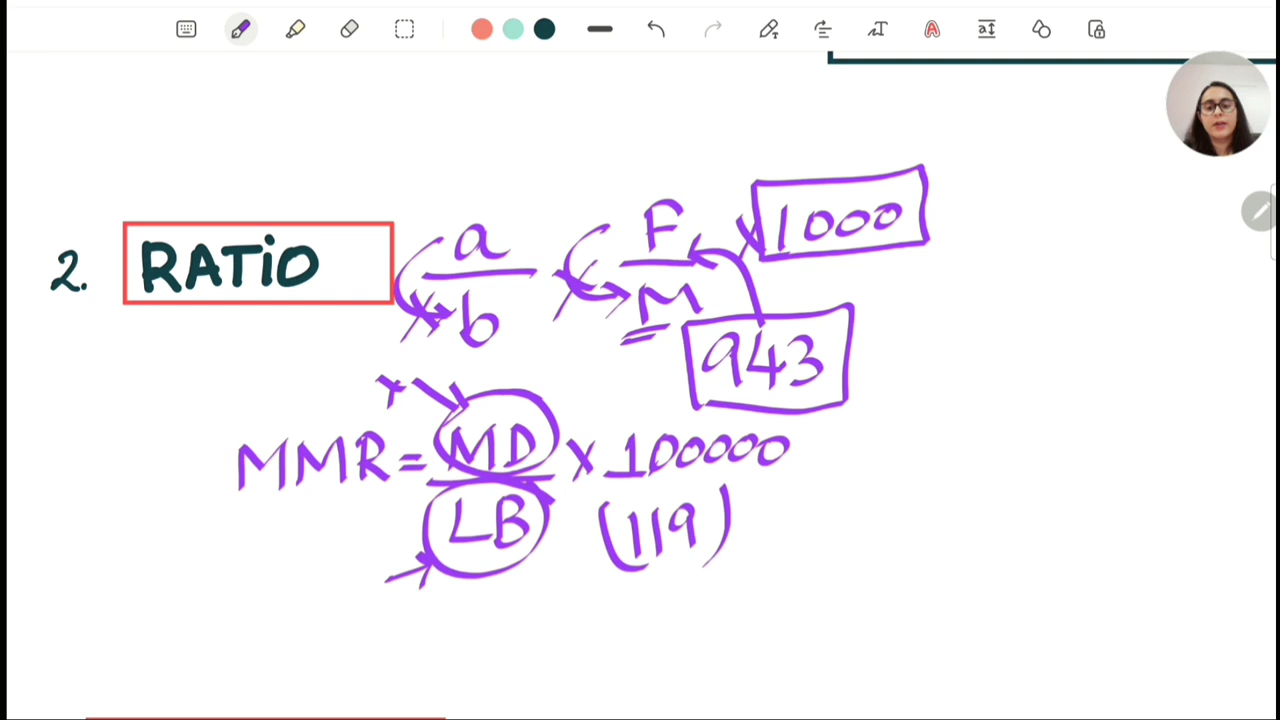 2. RATIO a/b F/M 1000
943
MMR = MD/LB x 100000
(119)